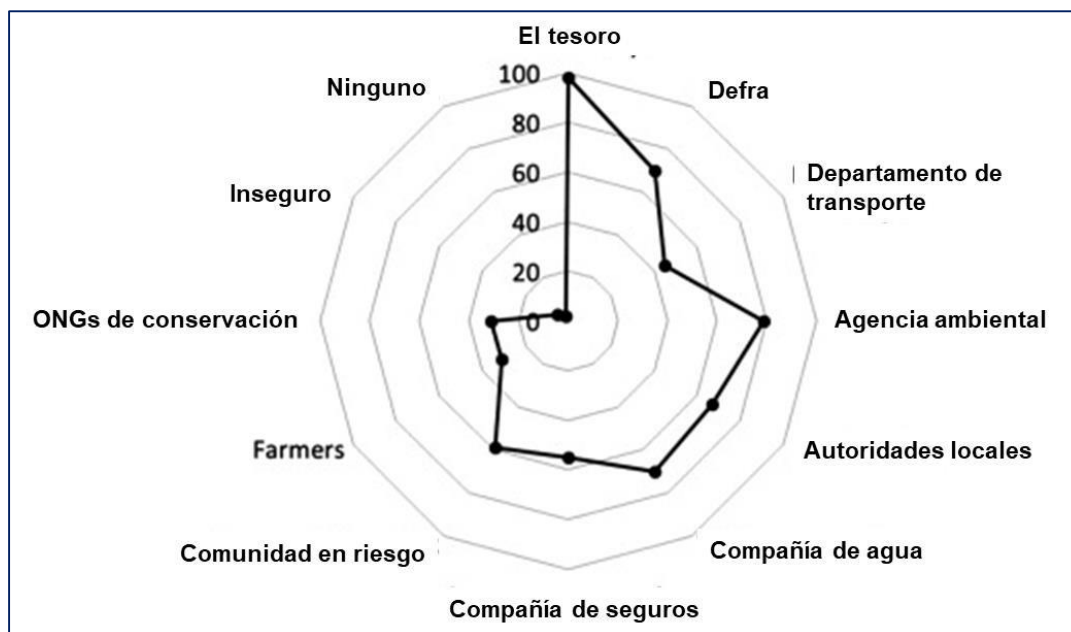 El tesoro
100
Ninguno
Defra
80
Departamento de
transporte
Inseguro
60
40
20
ONGs de conservación
0
Agencia ambiental
Farmers
Autoridades locales
Comunidad en riesgo
Compañía de agua
Compañía de seguros